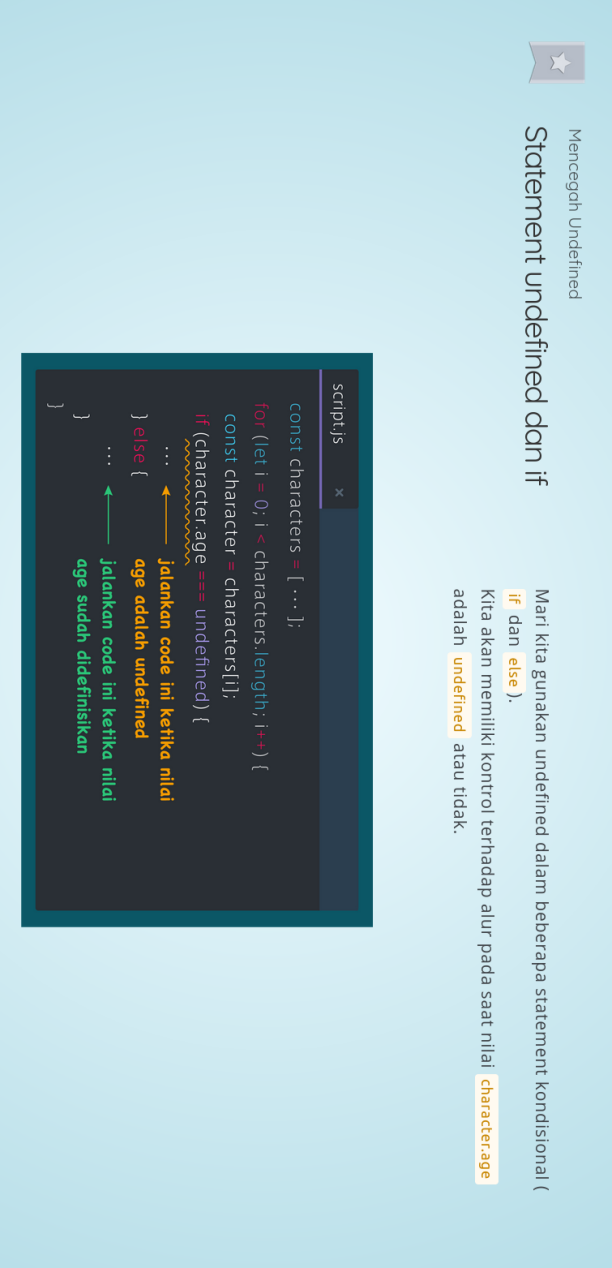 Mencegah Undefined
Statement undefined dan if
Mari kita gunakan undefined dalam beberapa statement kondisional (
if dan else ).
Kita akan memiliki kontrol terhadap alur pada saat nilai character.age
adalah undefined atau tidak.
script.js ×
const characters = [ ... ];
for (let i = 0; i < characters.length; i++) {
const character = characters[i];
if (character.age === undefined) {
... jalankan code ini ketika nilai
} else { age adalah undefined
... jalankan code ini ketika nilai
} age sudah didefinisikan
}